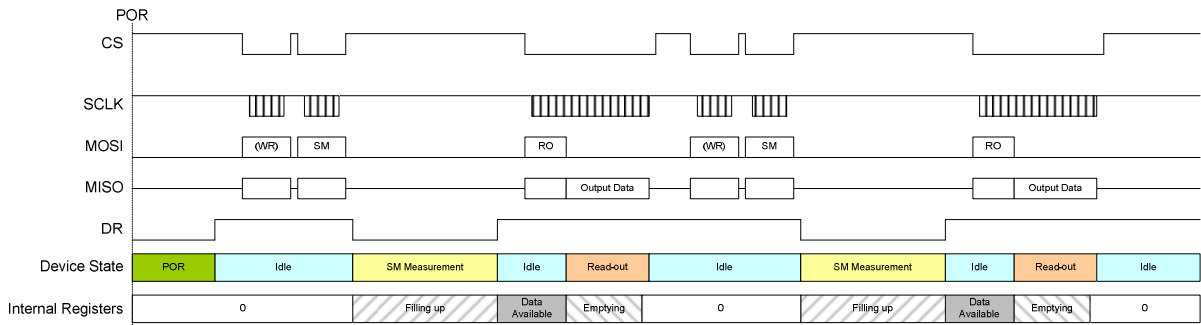 POR
CS
SCLK
MOSI (WR) SM RO (WR) SM RO
MISO Output Data Output Data
DR
Device State POR Idle SM Measurement Idle Read-out Idle SM Measurement Idle Read-out Idle
Internal Registers 0 Filling up Data Available Emptying 0 Filling up Data Available Emptying 0